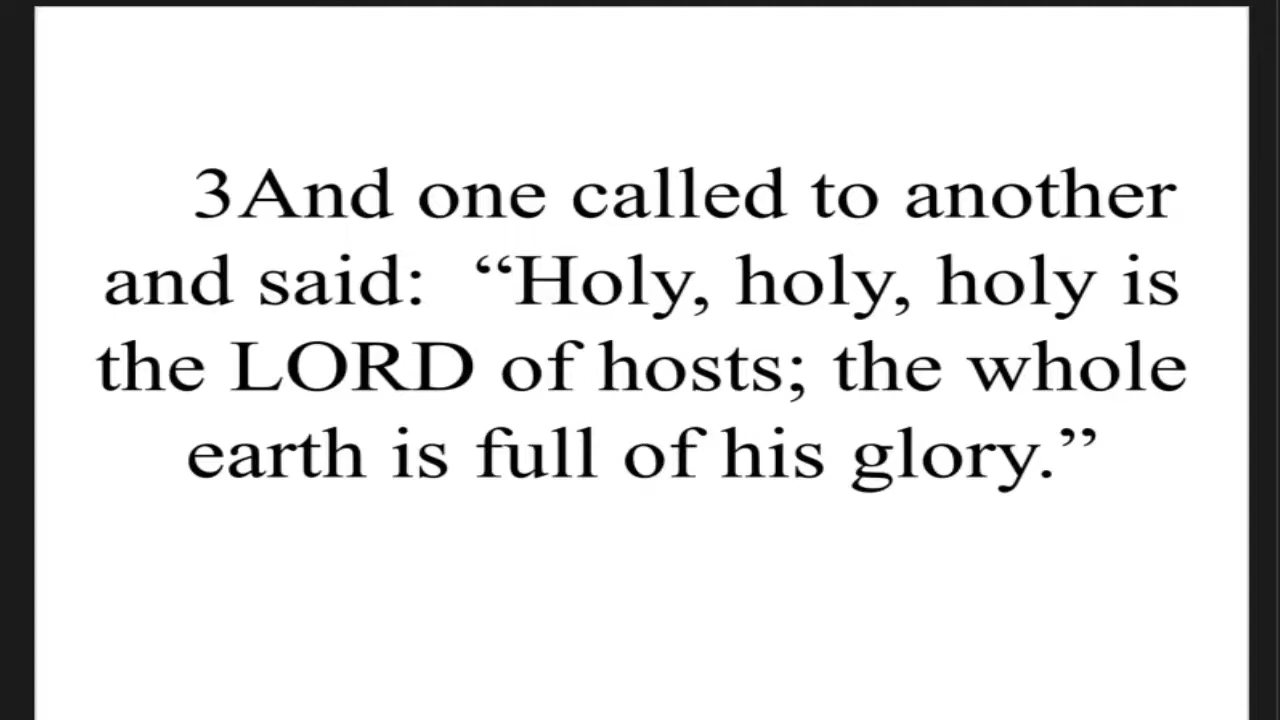 3And one called to another
and said:  “Holy, holy, holy is
the LORD of hosts; the whole
earth is full of his glory.”